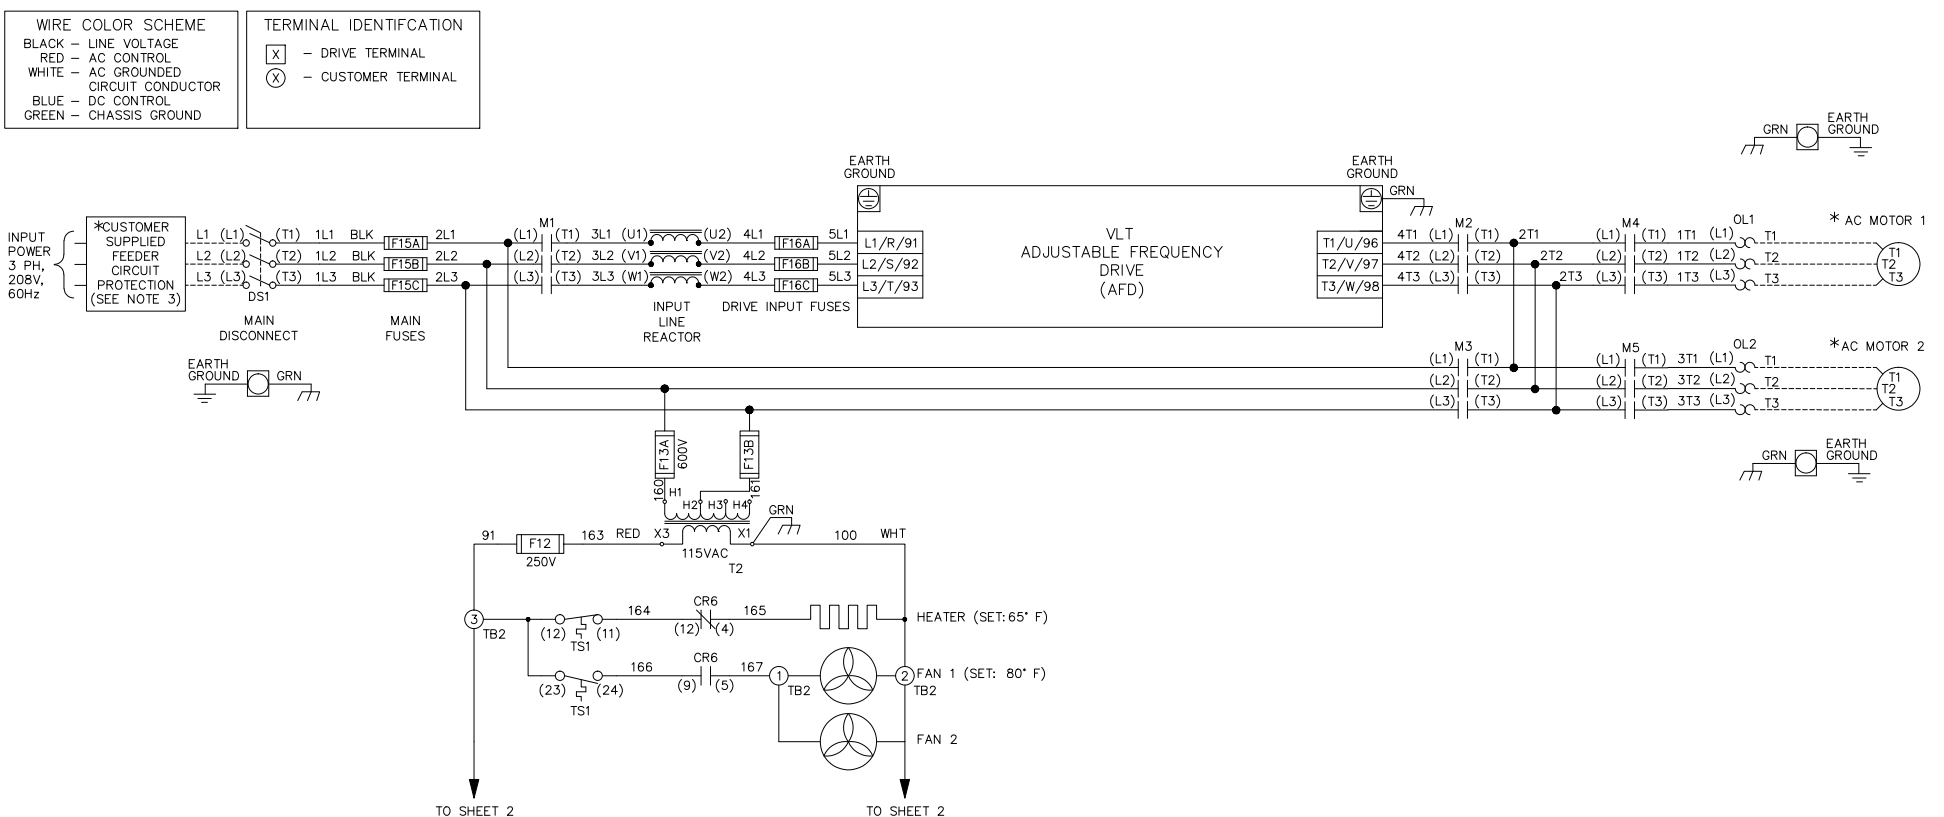 WIRE COLOR SCHEME
BLACK – LINE VOLTAGE
RED – AC CONTROL
WHITE – AC GROUNDED
CIRCUIT CONDUCTOR
BLUE – DC CONTROL
GREEN – CHASSIS GROUND
TERMINAL IDENTIFCATION
X – DRIVE TERMINAL
X – CUSTOMER TERMINAL
GRN
EARTH
GROUND
EARTH
GROUND
EARTH
GROUND
GRN
INPUT
POWER
3 PH,
208V,
60Hz
*CUSTOMER
SUPPLIED
FEEDER
CIRCUIT
PROTECTION
(SEE NOTE 3)
L1 (L1) (T1) 1L1 BLK F15A 2L1 (L1) M1 (T1) 3L1 (U1) (U2) 4L1 F16A 5L1 L1/R/91
L2 (L2) (T2) 1L2 BLK F15B 2L2 (L2) (T2) 3L2 (V1) (V2) 4L2 F16B 5L2 L2/S/92
L3 (L3) (T3) 1L3 BLK F15C 2L3 (L3) (T3) 3L3 (W1) (W2) 4L3 F16C 5L3 L3/T/93
DS1
MAIN
DISCONNECT
MAIN
FUSES
INPUT
LINE
REACTOR
DRIVE INPUT FUSES
VLT
ADJUSTABLE FREQUENCY
DRIVE
(AFD)
T1/U/96 4T1 (L1) M2 (T1) 2T1 (L1) M4 (T1) 1T1 (L1) OL1 T1
T2/V/97 4T2 (L2) (T2) 2T2 (L2) (T2) 1T2 (L2) T2
T3/W/98 4T3 (L3) (T3) 2T3 (L3) (T3) 1T3 (L3) T3
* AC MOTOR 1
T1
T2
T3
EARTH
GROUND
GRN
(L1) M3 (T1) (L1) M5 (T1) 3T1 (L1) OL2 T1
(L2) (T2) (L2) (T2) 3T2 (L2) T2
(L3) (T3) (L3) (T3) 3T3 (L3) T3
*AC MOTOR 2
T1
T2
T3
GRN
EARTH
GROUND
F13A
600V
F13B
160
161
H1
H2 H3 H4
GRN
91 F12 163 RED X3 X1 100 WHT
250V
115VAC
T2
3
TB2
(12) (11)
TS1
164
CR6
(12) (4)
165
HEATER (SET:65° F)
(23) (24)
TS1
166
CR6
(9) (5)
167
1
TB2
2
TB2
FAN 1 (SET: 80° F)
FAN 2
TO SHEET 2
TO SHEET 2